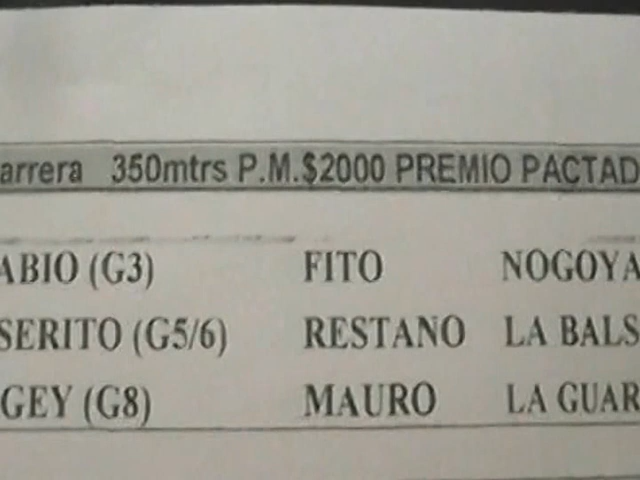 arrera 350mtrs P.M.$2000 PREMIO PACTAD
ABIO (G3) FITO NOGOYA
SERITO (G5/6) RESTANO LA BALS
GEY (G8) MAURO LA GUAR